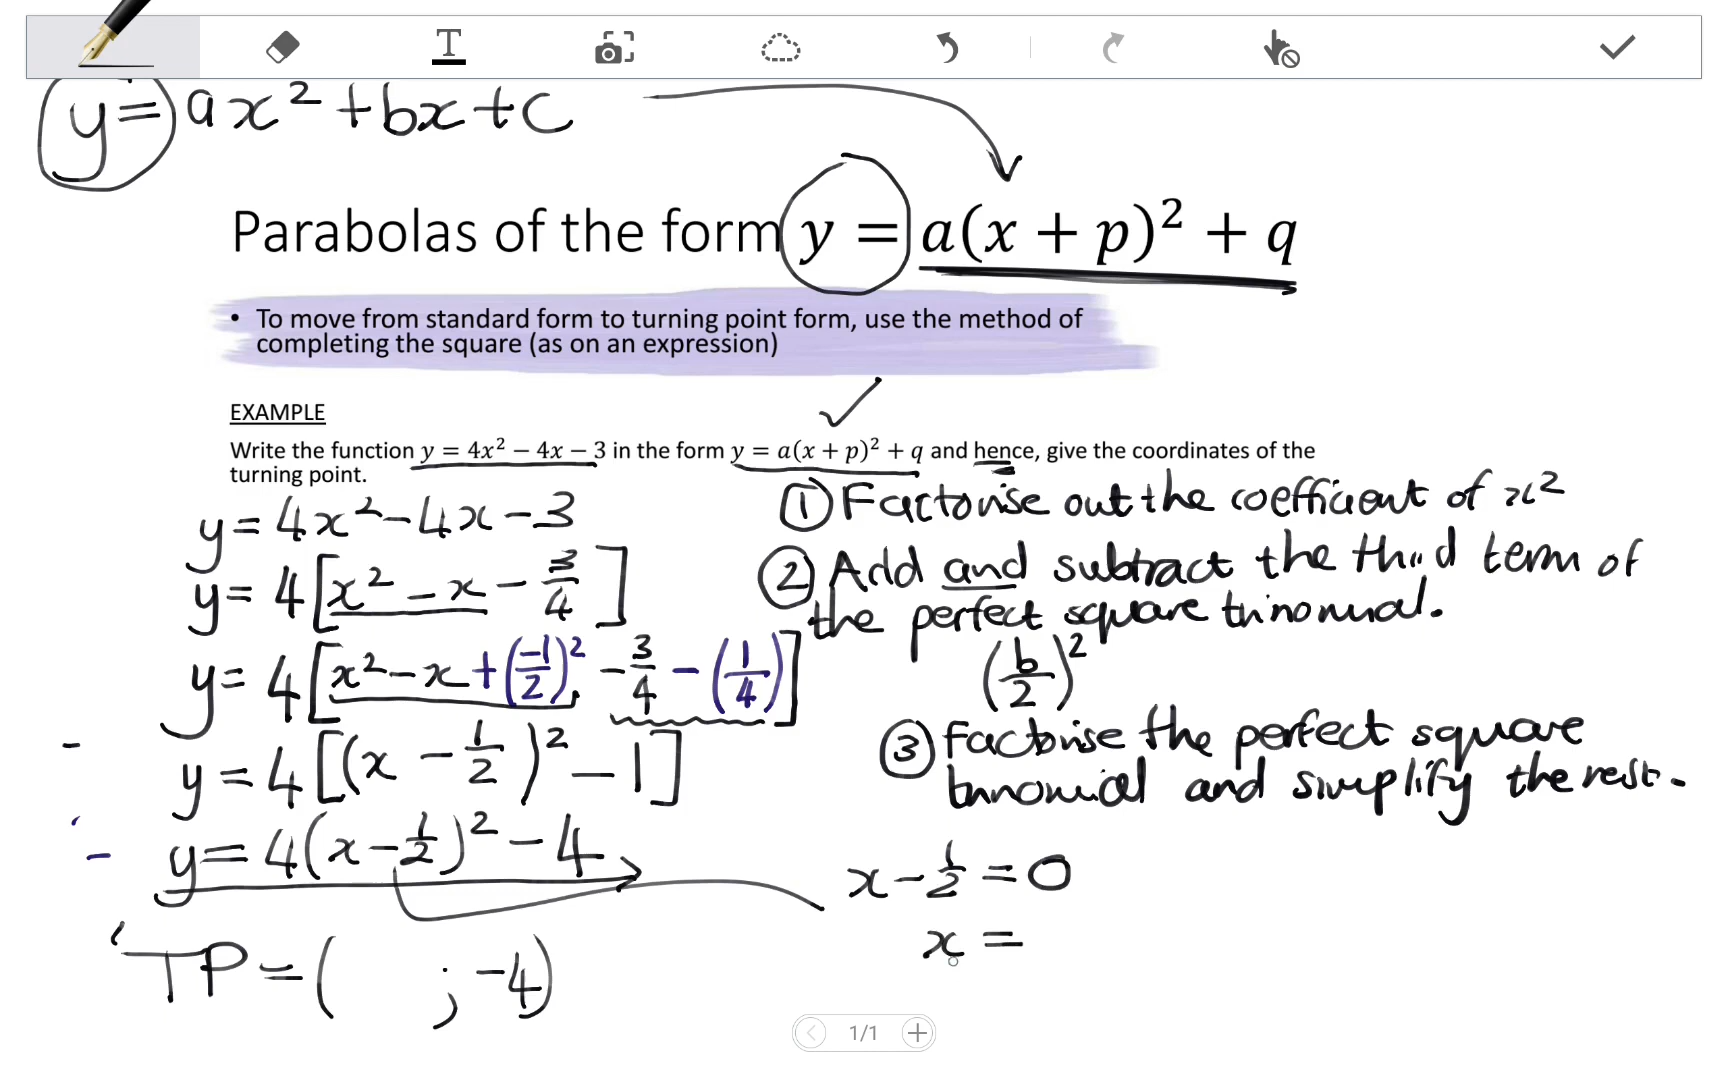 T
y = ax² + bx + c
Parabolas of the form y = a(x + p)² + q
• To move from standard form to turning point form, use the method of
completing the square (as on an expression)
EXAMPLE
Write the function y = 4x² − 4x − 3 in the form y = a(x + p)² + q and hence, give the coordinates of the
turning point.
y = 4x² − 4x − 3
y = 4[x² − x − 3/4]
y = 4[x² − x + (−1/2)² − 3/4 − (1/4)]
y = 4[(x − 1/2)² − 1]
y = 4(x − 1/2)² − 4
TP = ( ; −4)
① Factorise out the coefficient of x²
② Add and subtract the third term of
the perfect square trinomial.
(b/2)²
③ Factorise the perfect square
binomial and simplify the rest.
x − 1/2 = 0
x =
1/1